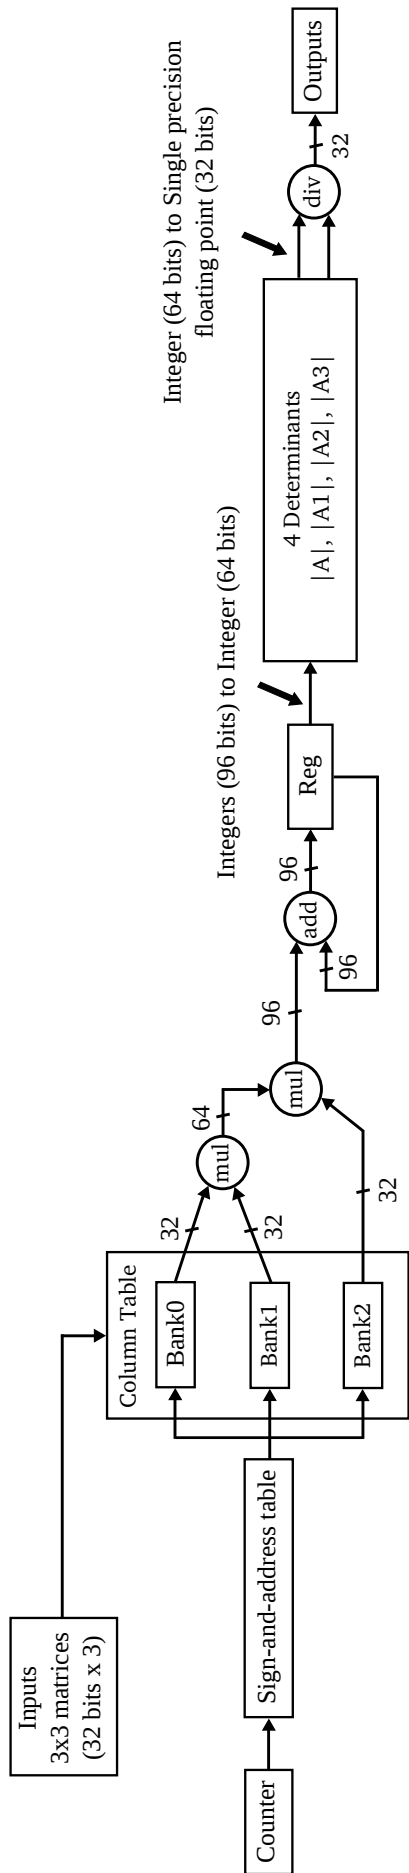 Inputs
3x3 matrices
(32 bits x 3)
Counter
Sign-and-address table
Column Table
Bank0
Bank1
Bank2
32
32
32
mul
64
mul
96
add
96
96
Reg
Integers (96 bits) to Integer (64 bits)
4 Determinants
|A|, |A1|, |A2|, |A3|
Integer (64 bits) to Single precision
floating point (32 bits)
div
32
Outputs